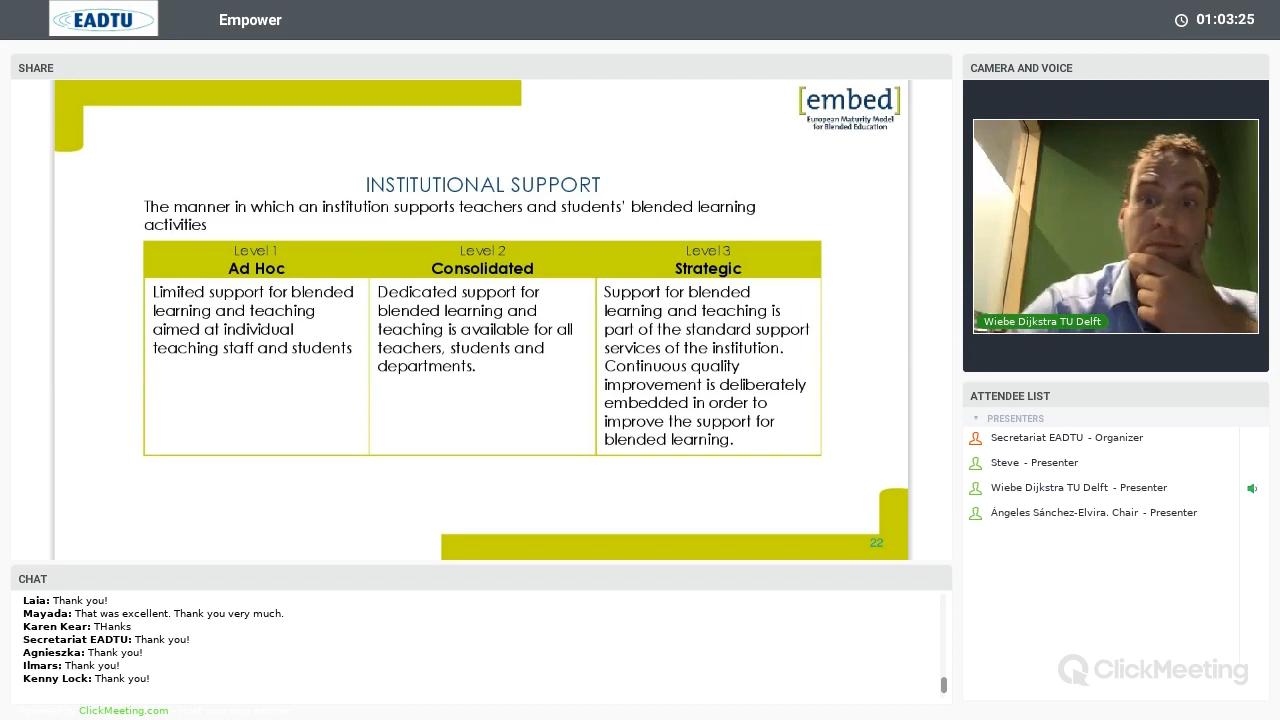 EADTU
Empower
01:03:25
SHARE
[embed]
European Maturity Model
for Blended Education
INSTITUTIONAL SUPPORT
The manner in which an institution supports teachers and students' blended learning
activities
Level 1
Ad Hoc
Limited support for blended
learning and teaching
aimed at individual
teaching staff and students
Level 2
Consolidated
Dedicated support for
blended learning and
teching is available for all
teachers, students and
departments.
Level 3
Strategic
Support for blended
learning and teaching is
part of the standard support
services of the institution.
Continuous quality
improvement is deliberately
embedded in order to
improve the support for
blended learning.
22
CAMERA AND VOICE
Wiebe Dijkstra TU Delft
ATTENDEE LIST
PRESENTERS
Secretariat EADTU - Organizer
Steve - Presenter
Wiebe Dijkstra TU Delft - Presenter
Ángeles Sánchez-Elvira. Chair - Presenter
ClickMeeting
CHAT
Laia: Thank you!
Mayada: That was excellent. Thank you very much.
Karen Kear: THanks
Secretariat EADTU: Thank you!
Agnieszka: Thank you!
Ilmars: Thank you!
Kenny Lock: Thank you!
ClickMeeting.com